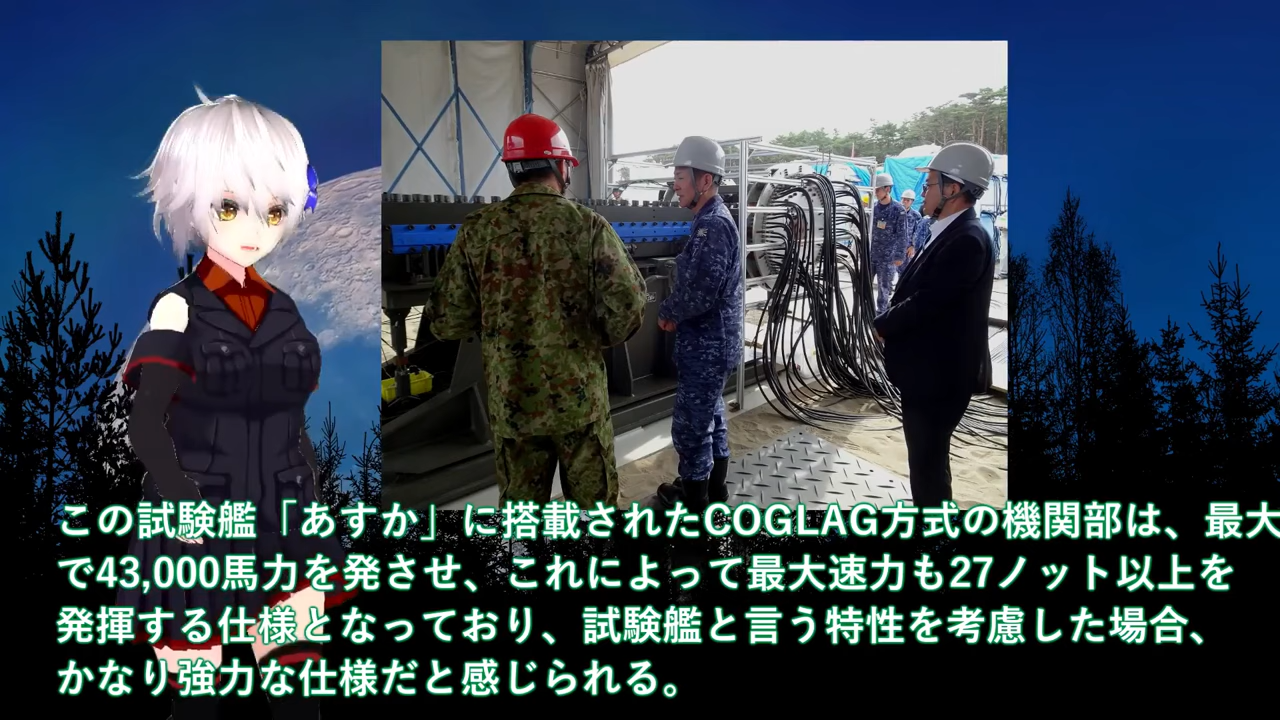 この試験艦「あすか」に搭載されたCOGLAG方式の機関部は、最大
で43,000馬力を発させ、これによって最大速力も27ノット以上を
発揮する仕様となっており、試験艦と言う特性を考慮した場合、
かなり強力な仕様だと感じられる。